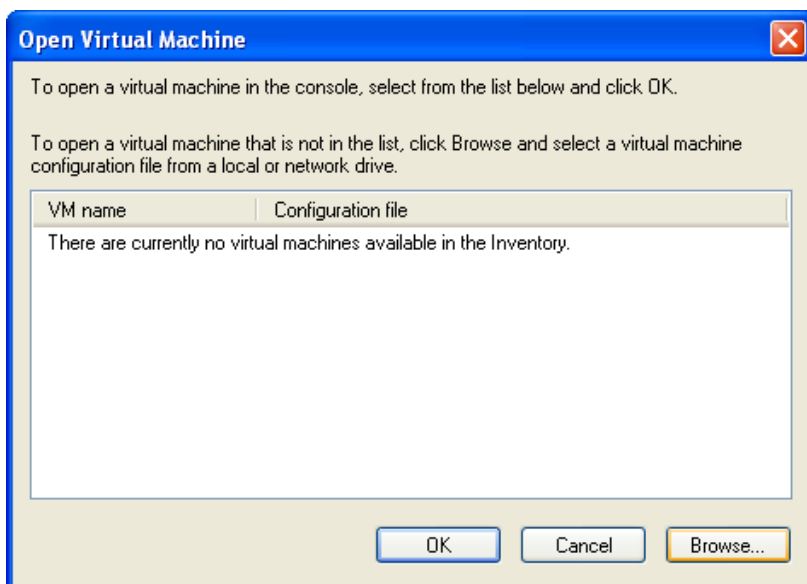 Open Virtual Machine
To open a virtual machine in the console, select from the list below and click OK.
To open a virtual machine that is not in the list, click Browse and select a virtual machine
configuration file from a local or network drive.
VM name Configuration file
There are currently no virtual machines available in the Inventory.
OK Cancel Browse...